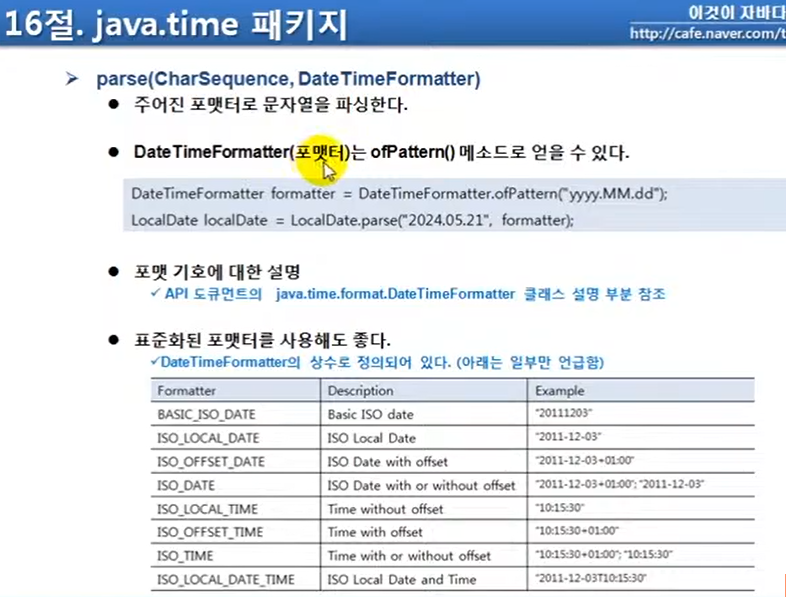 16절. java.time 패키지
이것이 자바다
http://cafe.naver.com/t
parse(CharSequence, DateTimeFormatter)
주어진 포맷터로 문자열을 파싱한다.
DateTimeFormatter(포맷터)는 ofPattern() 메소드로 얻을 수 있다.
DateTimeFormatter formatter = DateTimeFormatter.ofPattern("yyyy.MM.dd");
LocalDate localDate = LocalDate.parse("2024.05.21", formatter);
포맷 기호에 대한 설명
✓ API 도큐먼트의 java.time.format.DateTimeFormatter 클래스 설명 부분 참조
표준화된 포맷터를 사용해도 좋다.
✓DateTimeFormatter의 상수로 정의되어 있다. (아래는 일부만 언급함)
Formatter Description Example
BASIC_ISO_DATE Basic ISO date "20111203"
ISO_LOCAL_DATE ISO Local Date "2011-12-03"
ISO_OFFSET_DATE ISO Date with offset "2011-12-03+01:00"
ISO_DATE ISO Date with or without offset "2011-12-03+01:00"; "2011-12-03"
ISO_LOCAL_TIME Time without offset "10:15:30"
ISO_OFFSET_TIME Time with offset "10:15:30+01:00"
ISO_TIME Time with or without offset "10:15:30+01:00"; "10:15:30"
ISO_LOCAL_DATE_TIME ISO Local Date and Time "2011-12-03T10:15:30"